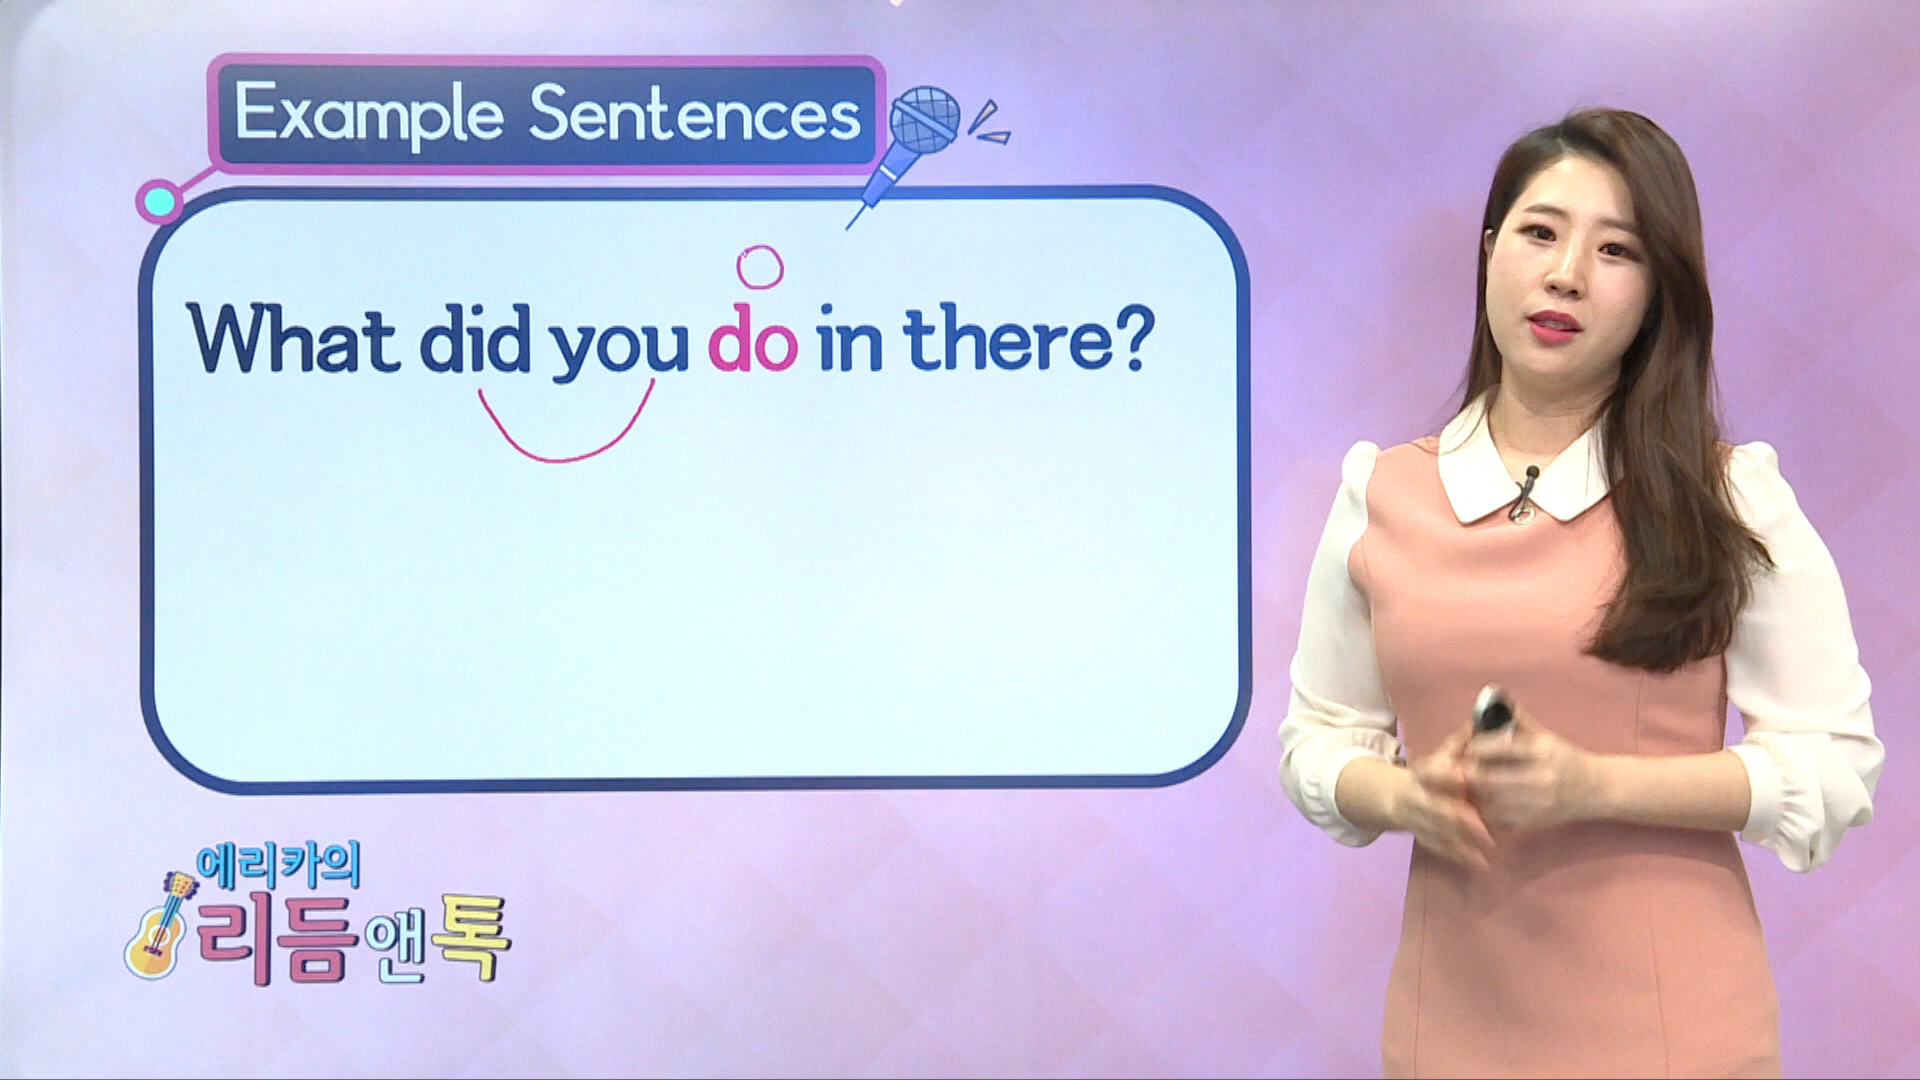 Example Sentences
What did you do in there?
에리카의
리듬앤톡